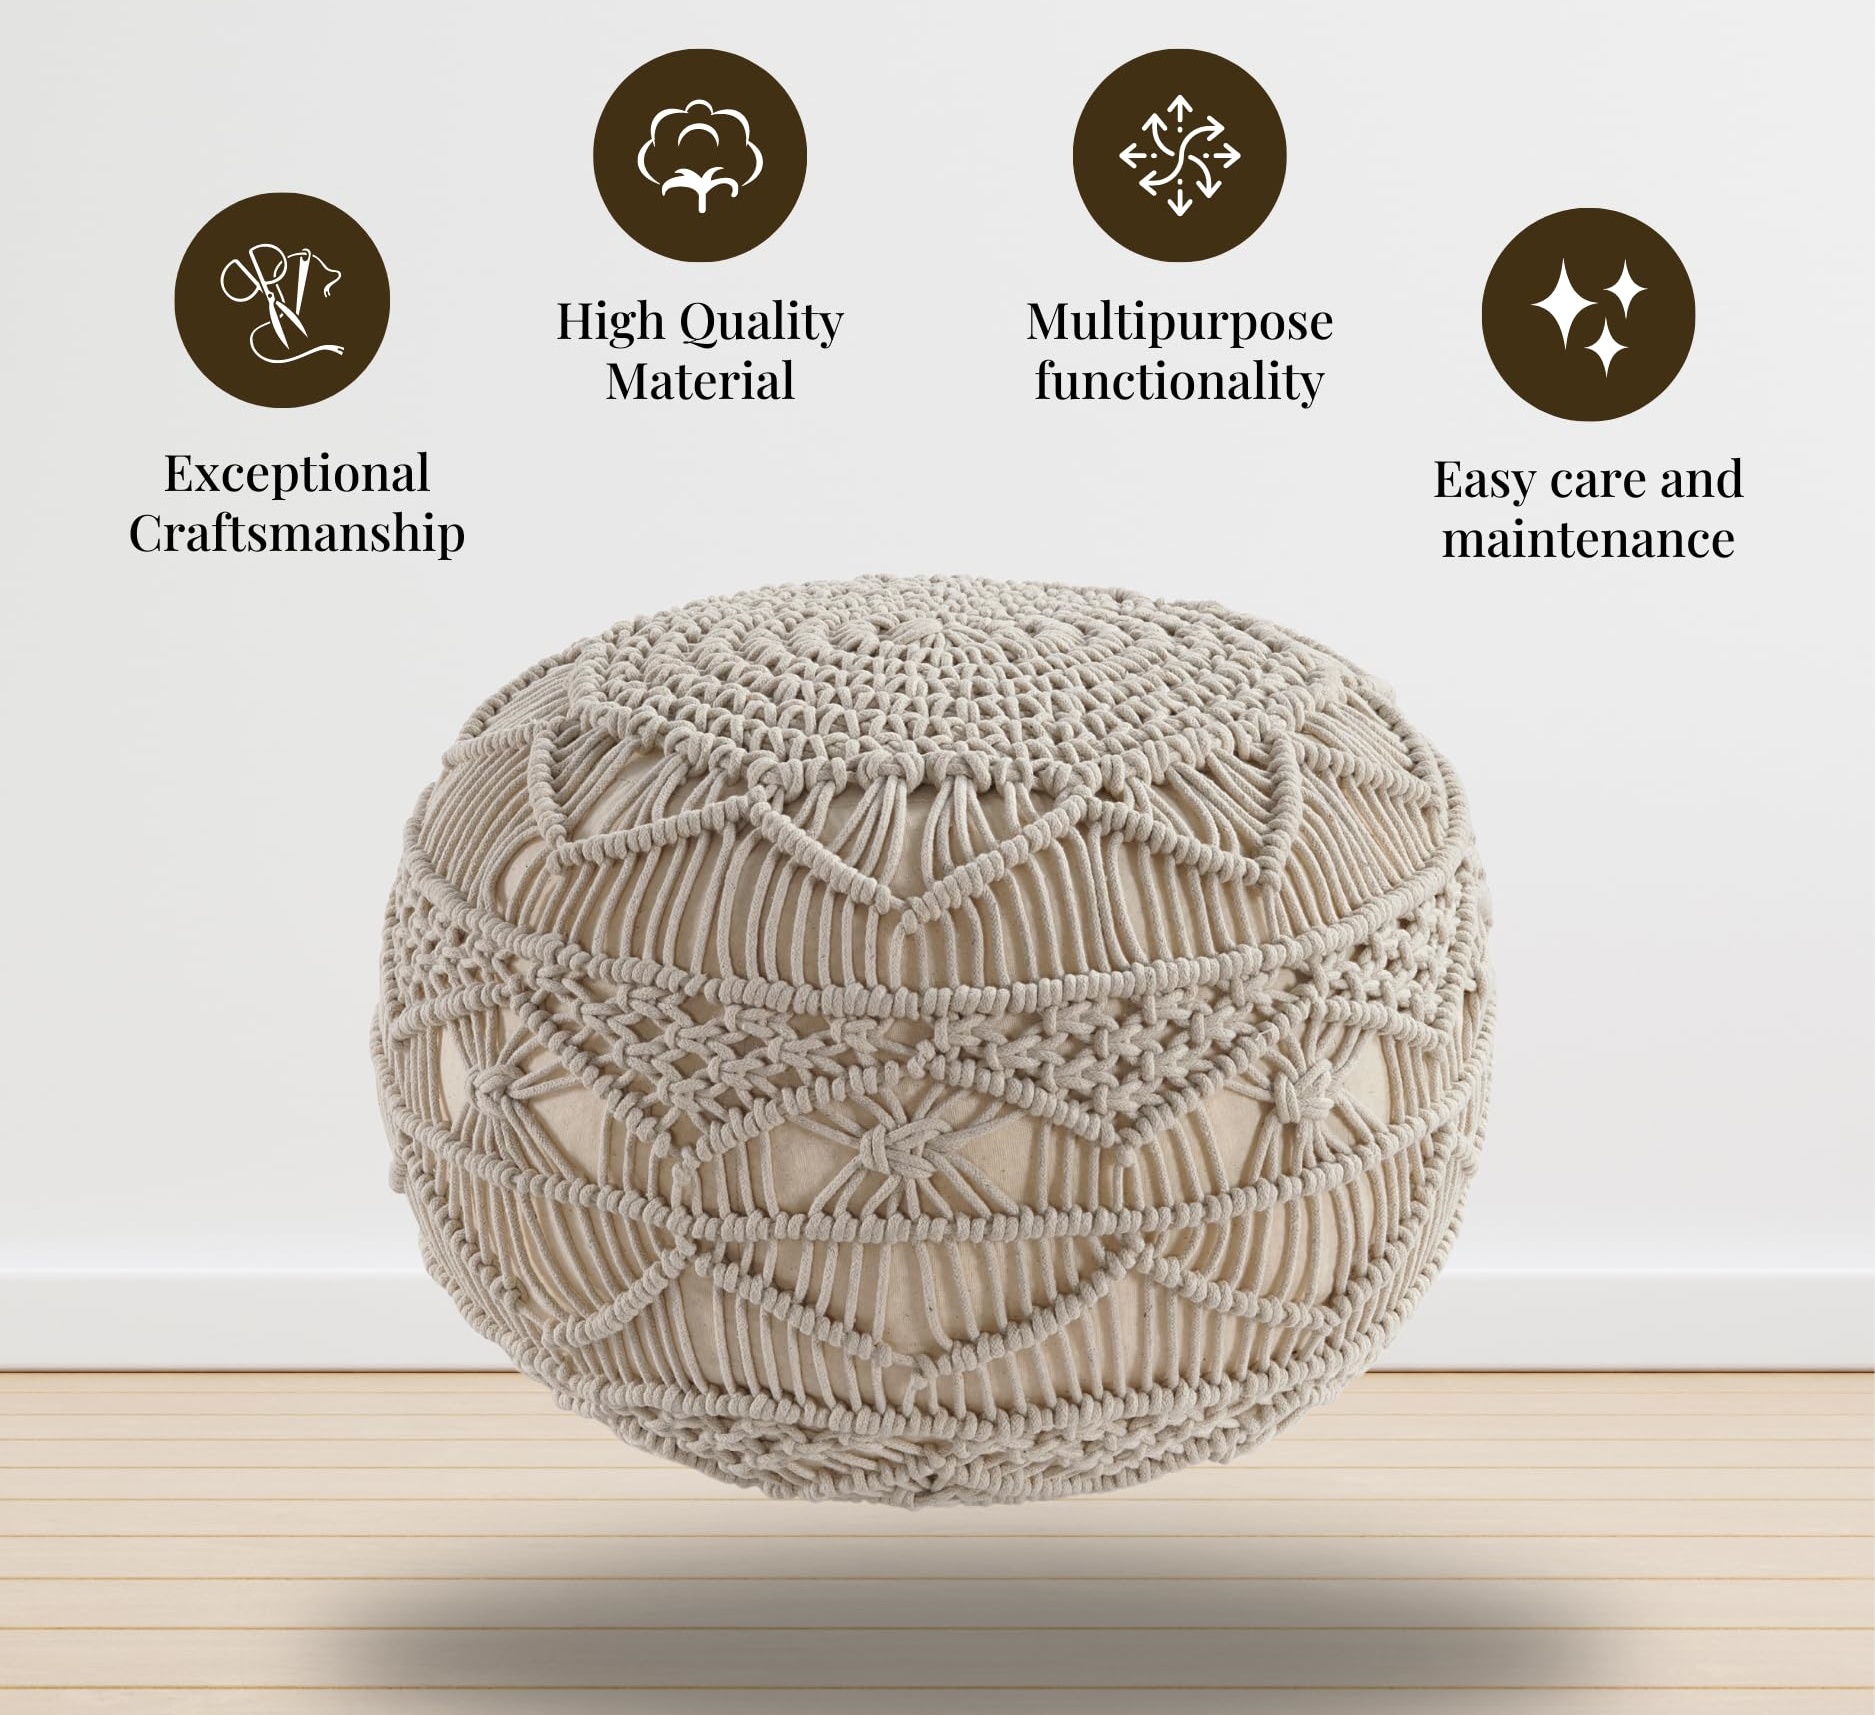 Exceptional
Craftsmanship
High Quality
Material
Multipurpose
functionality
Easy care and
maintenance